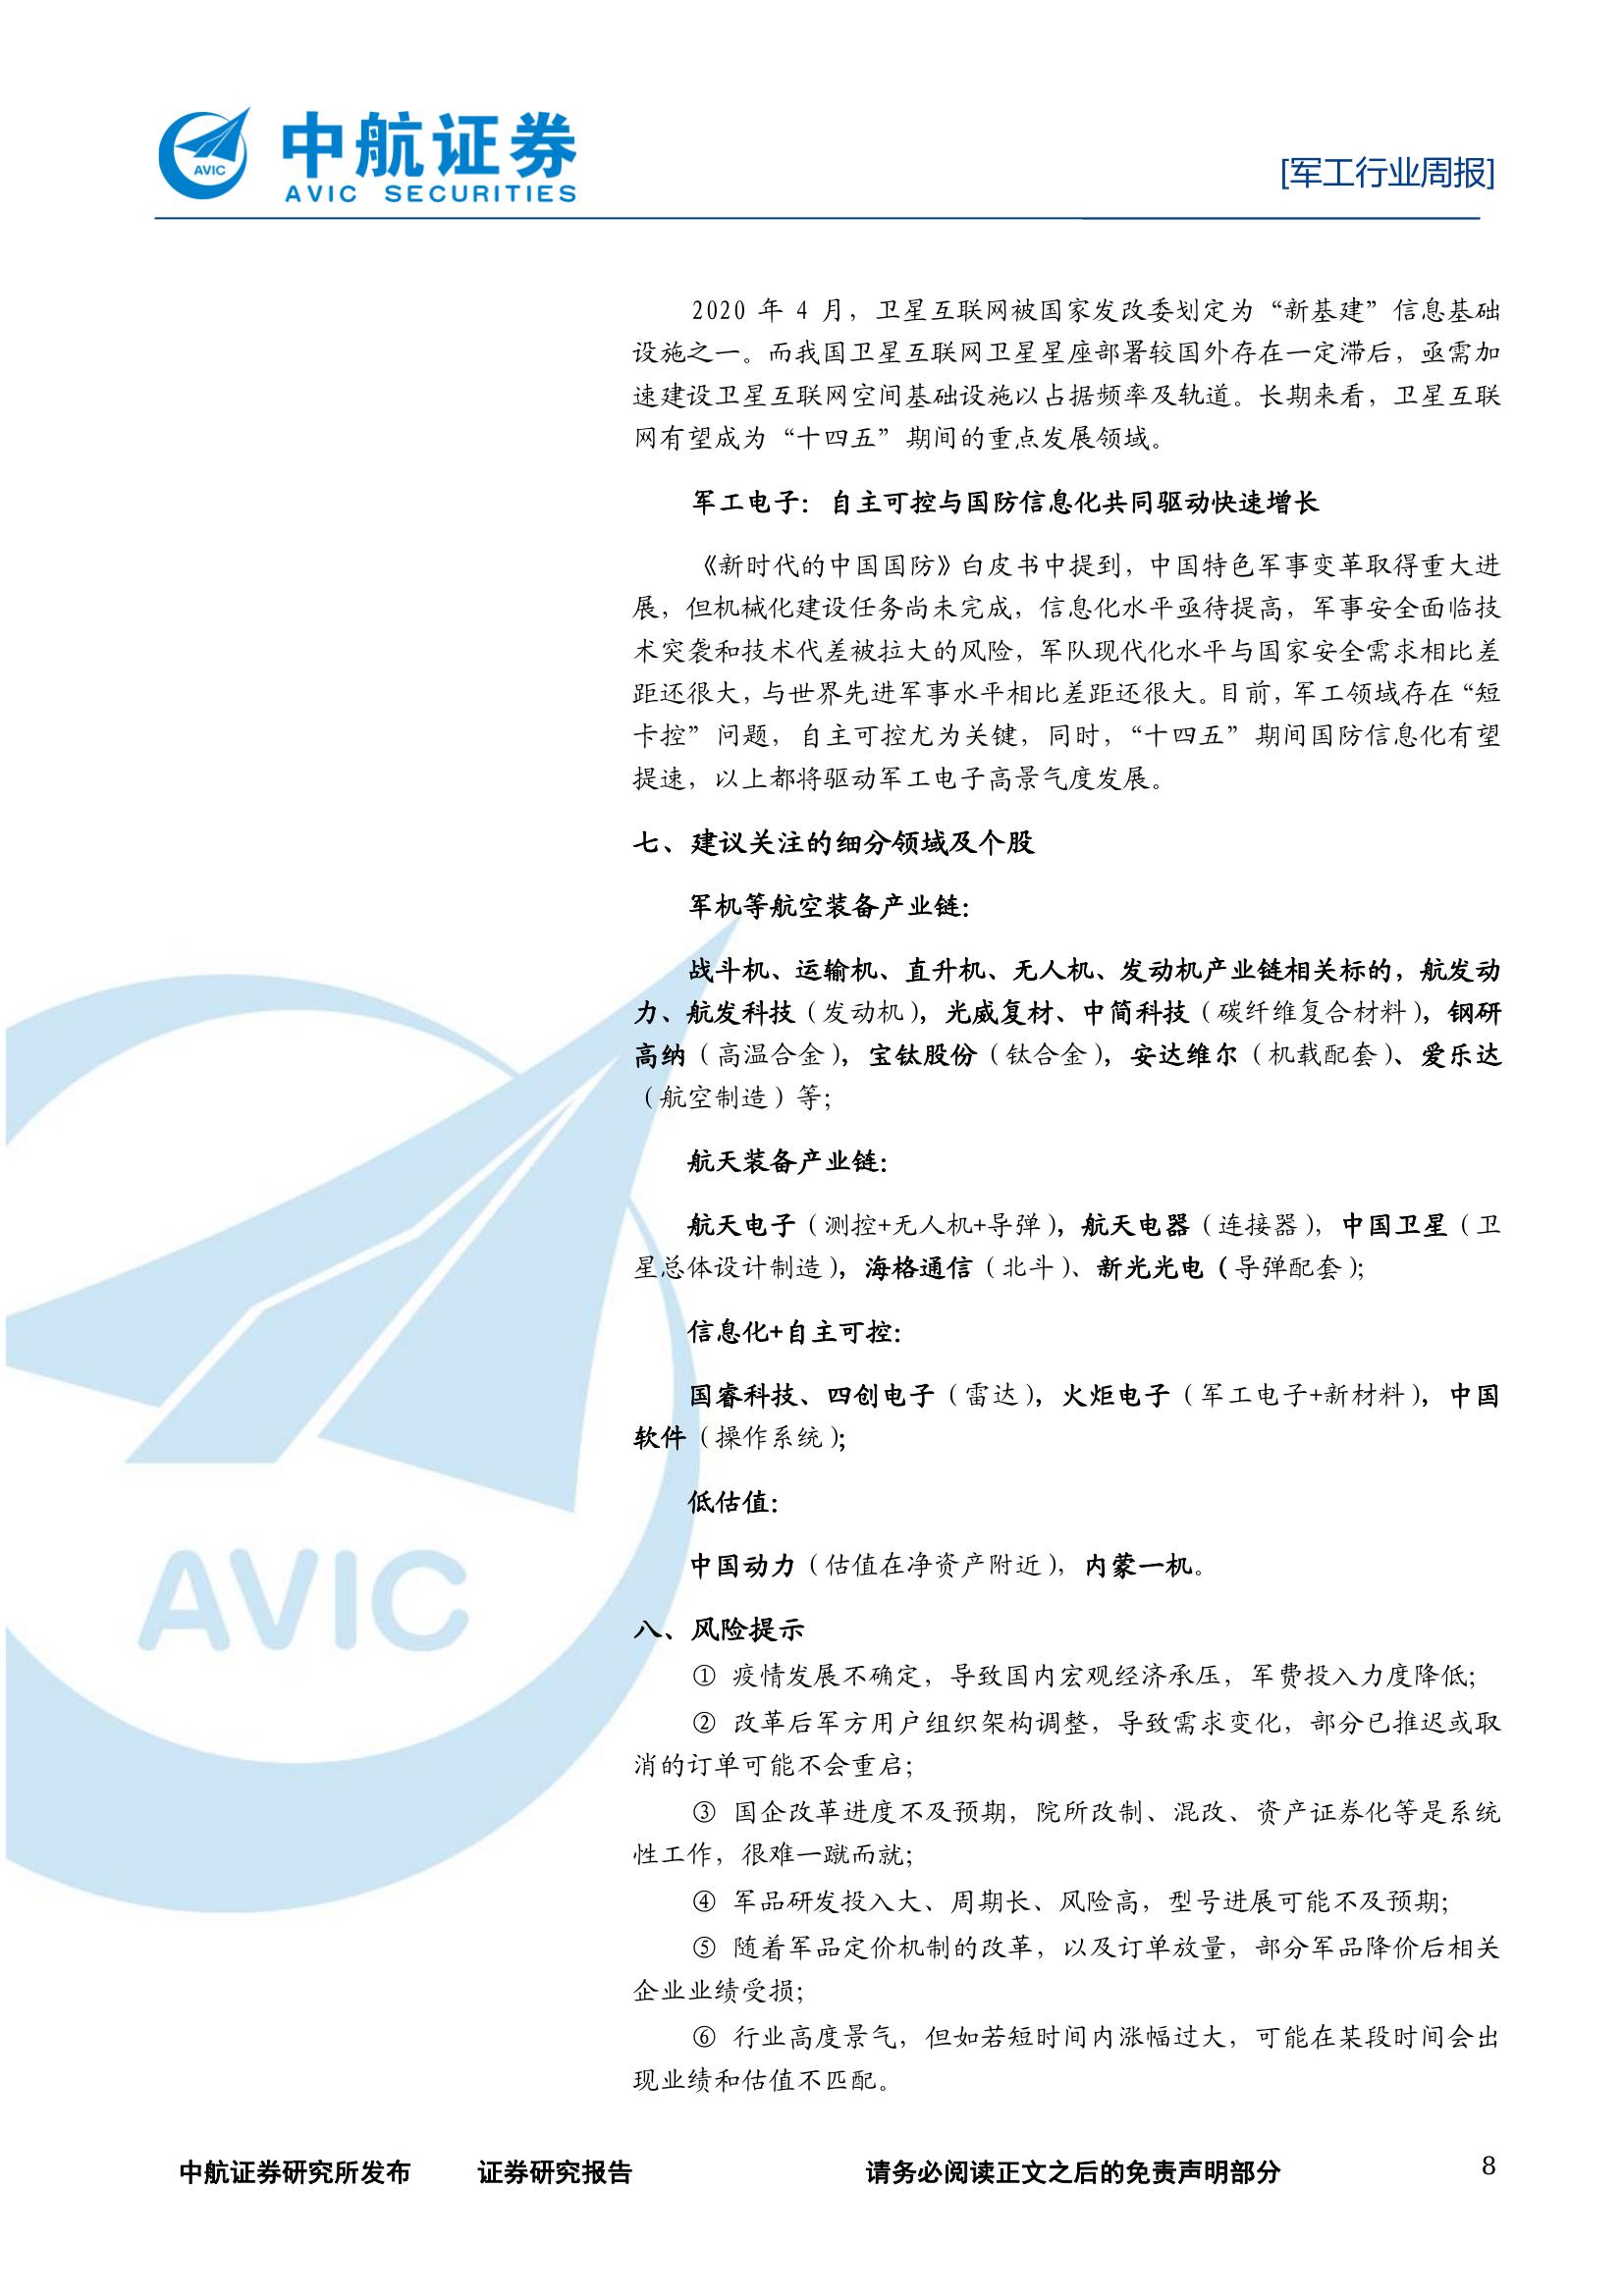 AVIC
中航证券
AVIC SECURITIES
[军工行业周报]
2020 年 4 月，卫星互联网被国家发改委划定为“新基建”信息基础
设施之一。而我国卫星互联网卫星星座部署较国外存在一定滞后，亟需加
速建设卫星互联网空间基础设施以占据频率及轨道。长期来看，卫星互联
网有望成为“十四五”期间的重点发展领域。
军工电子：自主可控与国防信息化共同驱动快速增长
《新时代的中国国防》白皮书中提到，中国特色军事变革取得重大进
展，但机械化建设任务尚未完成，信息化水平亟待提高，军事安全面临技
术突袭和技术代差被拉大的风险，军队现代化水平与国家安全需求相比差
距还很大，与世界先进军事水平相比差距还很大。目前，军工领域存在“短
卡控”问题，自主可控尤为关键，同时，“十四五”期间国防信息化有望
提速，以上都将驱动军工电子高景气度发展。
七、建议关注的细分领域及个股
军机等航空装备产业链：
战斗机、运输机、直升机、无人机、发动机产业链相关标的，航发动
力、航发科技（发动机），光威复材、中简科技（碳纤维复合材料），钢研
高纳（高温合金），宝钛股份（钛合金），安达维尔（机载配套）、爱乐达
（航空制造）等；
航天装备产业链：
航天电子（测控+无人机+导弹），航天电器（连接器），中国卫星（卫
星总体设计制造），海格通信（北斗）、新光光电（导弹配套）；
信息化+自主可控：
国睿科技、四创电子（雷达），火炬电子（军工电子+新材料），中国
软件（操作系统）；
低估值：
中国动力（估值在净资产附近），内蒙一机。
八、风险提示
① 疫情发展不确定，导致国内宏观经济承压，军费投入力度降低；
② 改革后军方用户组织架构调整，导致需求变化，部分已推迟或取
消的订单可能不会重启；
③ 国企改革进度不及预期，院所改制、混改、资产证券化等是系统
性工作，很难一蹴而就；
④ 军品研发投入大、周期长、风险高，型号进展可能不及预期；
⑤ 随着军品定价机制的改革，以及订单放量，部分军品降价后相关
企业业绩受损；
⑥ 行业高度景气，但如若短时间内涨幅过大，可能在某段时间会出
现业绩和估值不匹配。
AVIC
中航证券研究所发布 证券研究报告 请务必阅读正文之后的免责声明部分 8